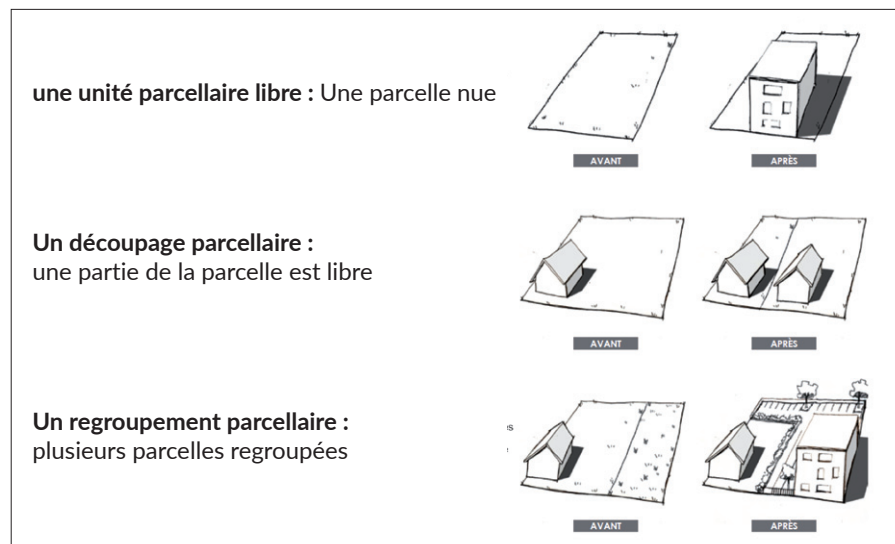 une unité parcellaire libre : Une parcelle nue
AVANT
APRÈS
Un découpage parcellaire :
une partie de la parcelle est libre
AVANT
APRÈS
Un regroupement parcellaire :
plusieurs parcelles regroupées
AVANT
APRÈS